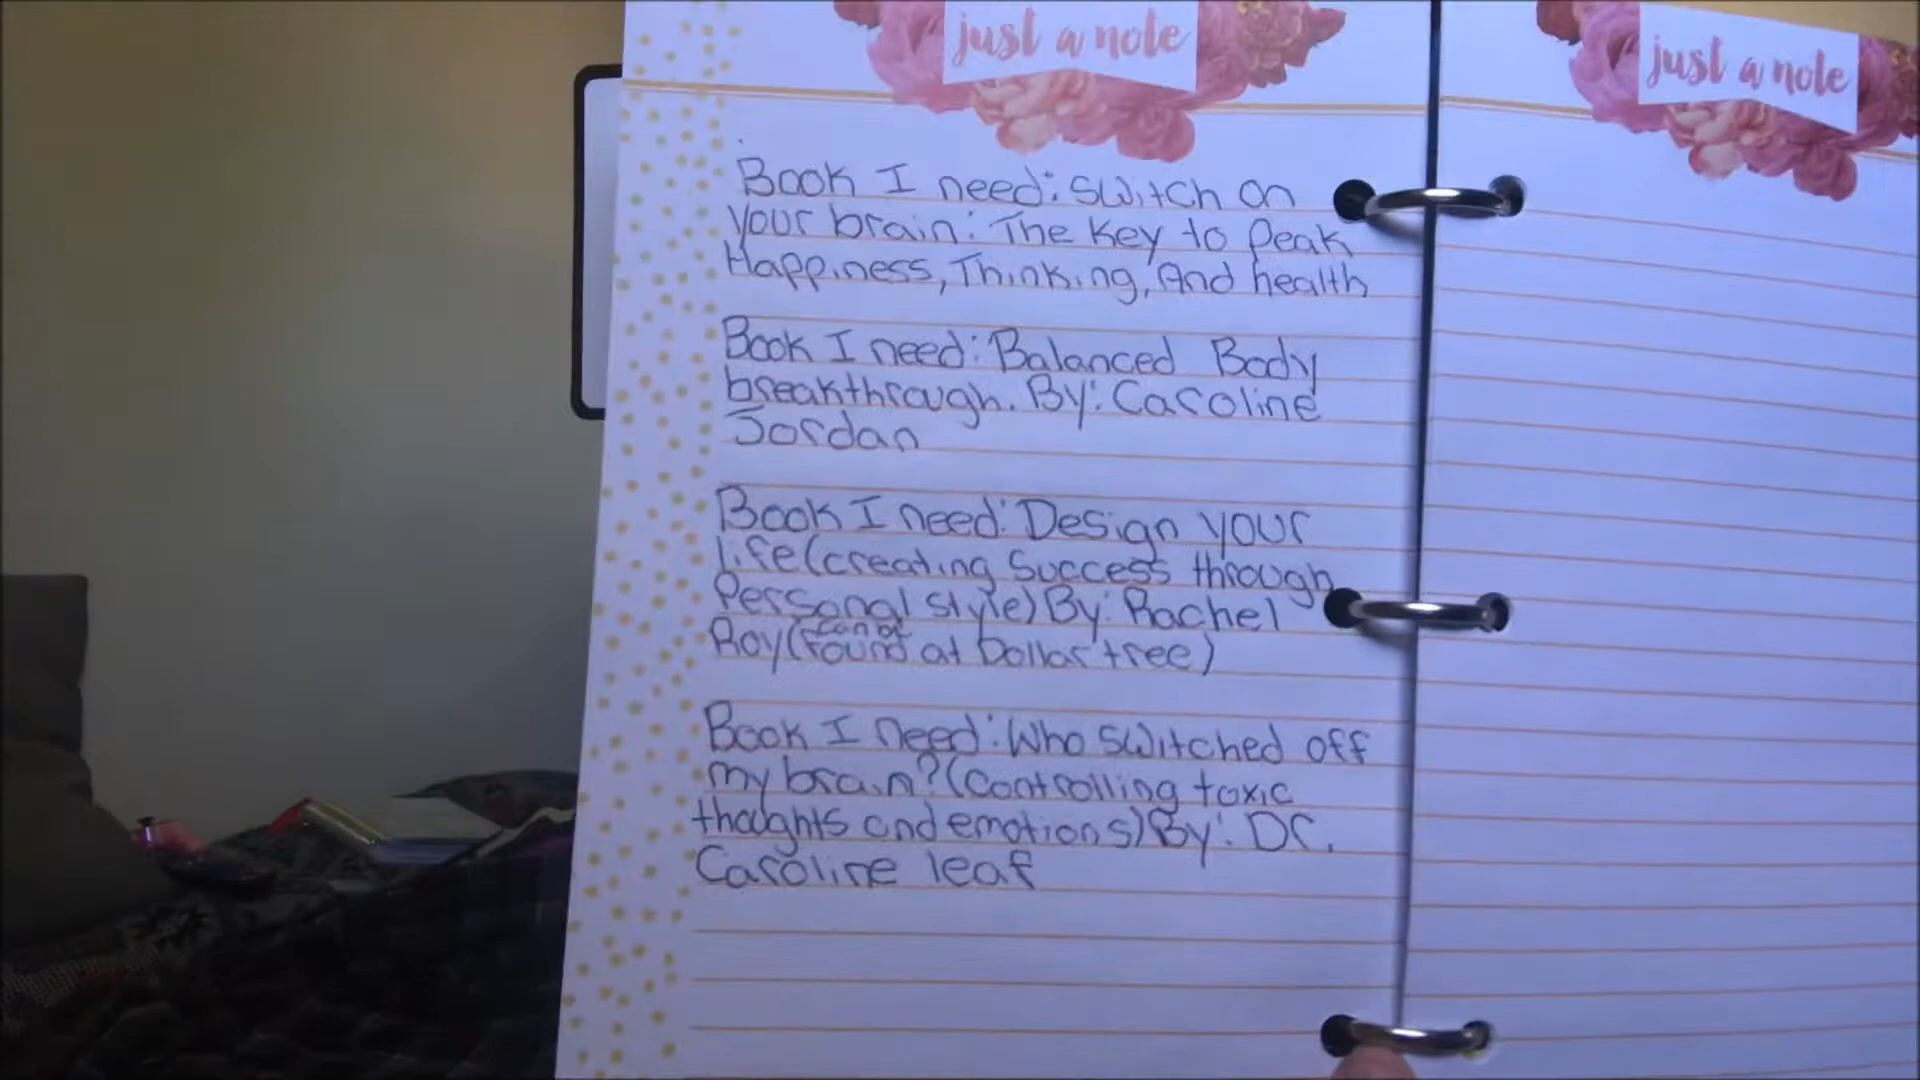 just a note
Book I need: Switch on
your brain: The Key to Peak
Happiness, Thinking, And health
Book I need: Balanced Body
breakthrough. By: Caroline
Jordan
Book I need: Design your
life (creating Success through
Personal style) By: Rachel
can of
Roy (found at Dollar tree)
Book I need: Who switched off
my brain? (Controlling toxic
thoughts and emotions) By: Dr.
Caroline leaf
just a note